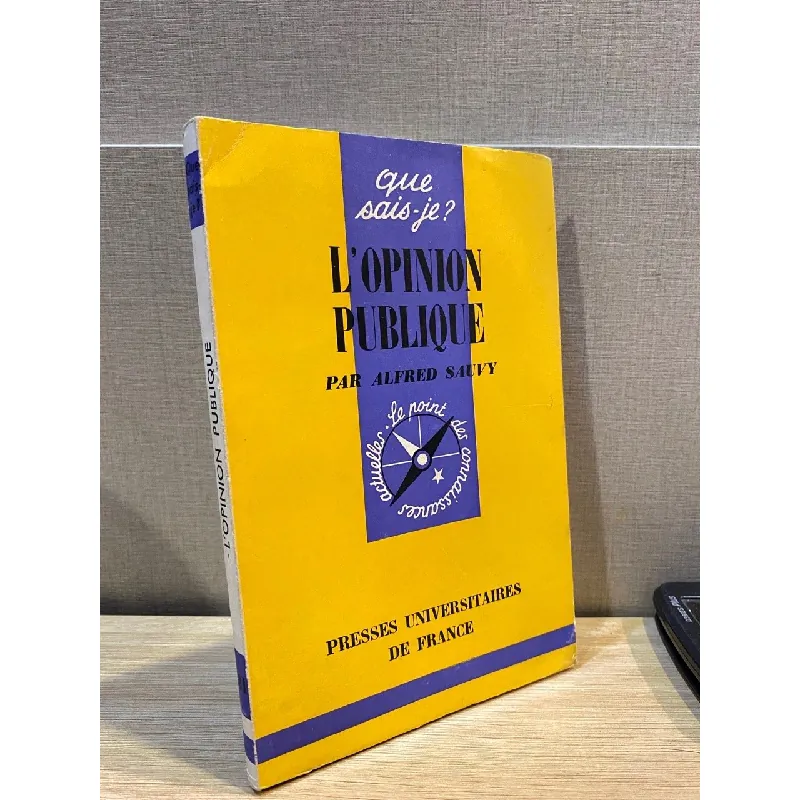 que
sais-je?
L'OPINION
PUBLIQUE
PAR ALFRED SAUVY
Le point des connaissances actuelles.
PRESSES UNIVERSITAIRES
DE FRANCE
L'OPINION PUBLIQUE